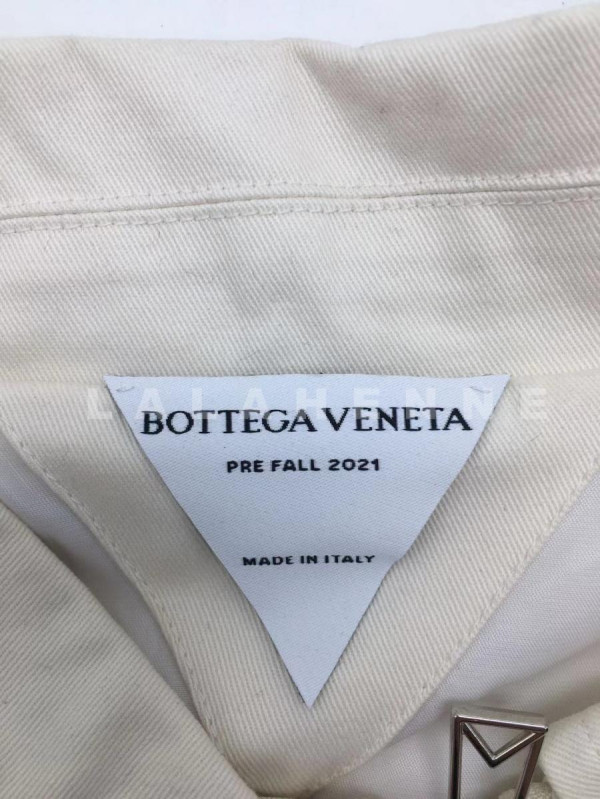 LALAHENNE
BOTTEGA VENETA
PRE FALL 2021
MADE IN ITALY